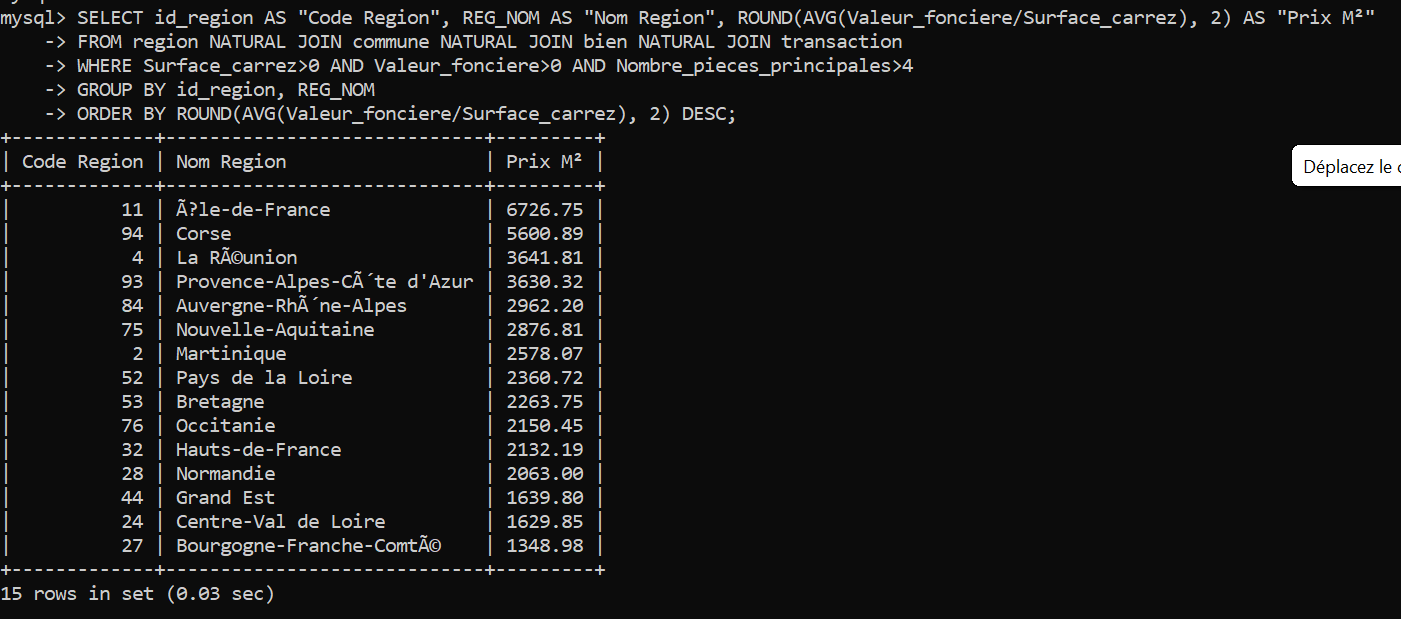 mysql> SELECT id_region AS "Code Region", REG_NOM AS "Nom Region", ROUND(AVG(Valeur_fonciere/Surface_carrez), 2) AS "Prix M²"
    -> FROM region NATURAL JOIN commune NATURAL JOIN bien NATURAL JOIN transaction
    -> WHERE Surface_carrez>0 AND Valeur_fonciere>0 AND Nombre_pieces_principales>4
    -> GROUP BY id_region, REG_NOM
    -> ORDER BY ROUND(AVG(Valeur_fonciere/Surface_carrez), 2) DESC;
+-------------+----------------------------+---------+
| Code Region | Nom Region                 | Prix M² |
Déplacez le
+-------------+----------------------------+---------+
|          11 | Ã?le-de-France             | 6726.75 |
|          94 | Corse                      | 5600.89 |
|           4 | La RÃ©union                | 3641.81 |
|          93 | Provence-Alpes-CÃ´te d'Azur | 3630.32 |
|          84 | Auvergne-RhÃ´ne-Alpes      | 2962.20 |
|          75 | Nouvelle-Aquitaine         | 2876.81 |
|           2 | Martinique                 | 2578.07 |
|          52 | Pays de la Loire           | 2360.72 |
|          53 | Bretagne                   | 2263.75 |
|          76 | Occitanie                  | 2150.45 |
|          32 | Hauts-de-France            | 2132.19 |
|          28 | Normandie                  | 2063.00 |
|          44 | Grand Est                  | 1639.80 |
|          24 | Centre-Val de Loire        | 1629.85 |
|          27 | Bourgogne-Franche-ComtÃ©   | 1348.98 |
+-------------+----------------------------+---------+
15 rows in set (0.03 sec)